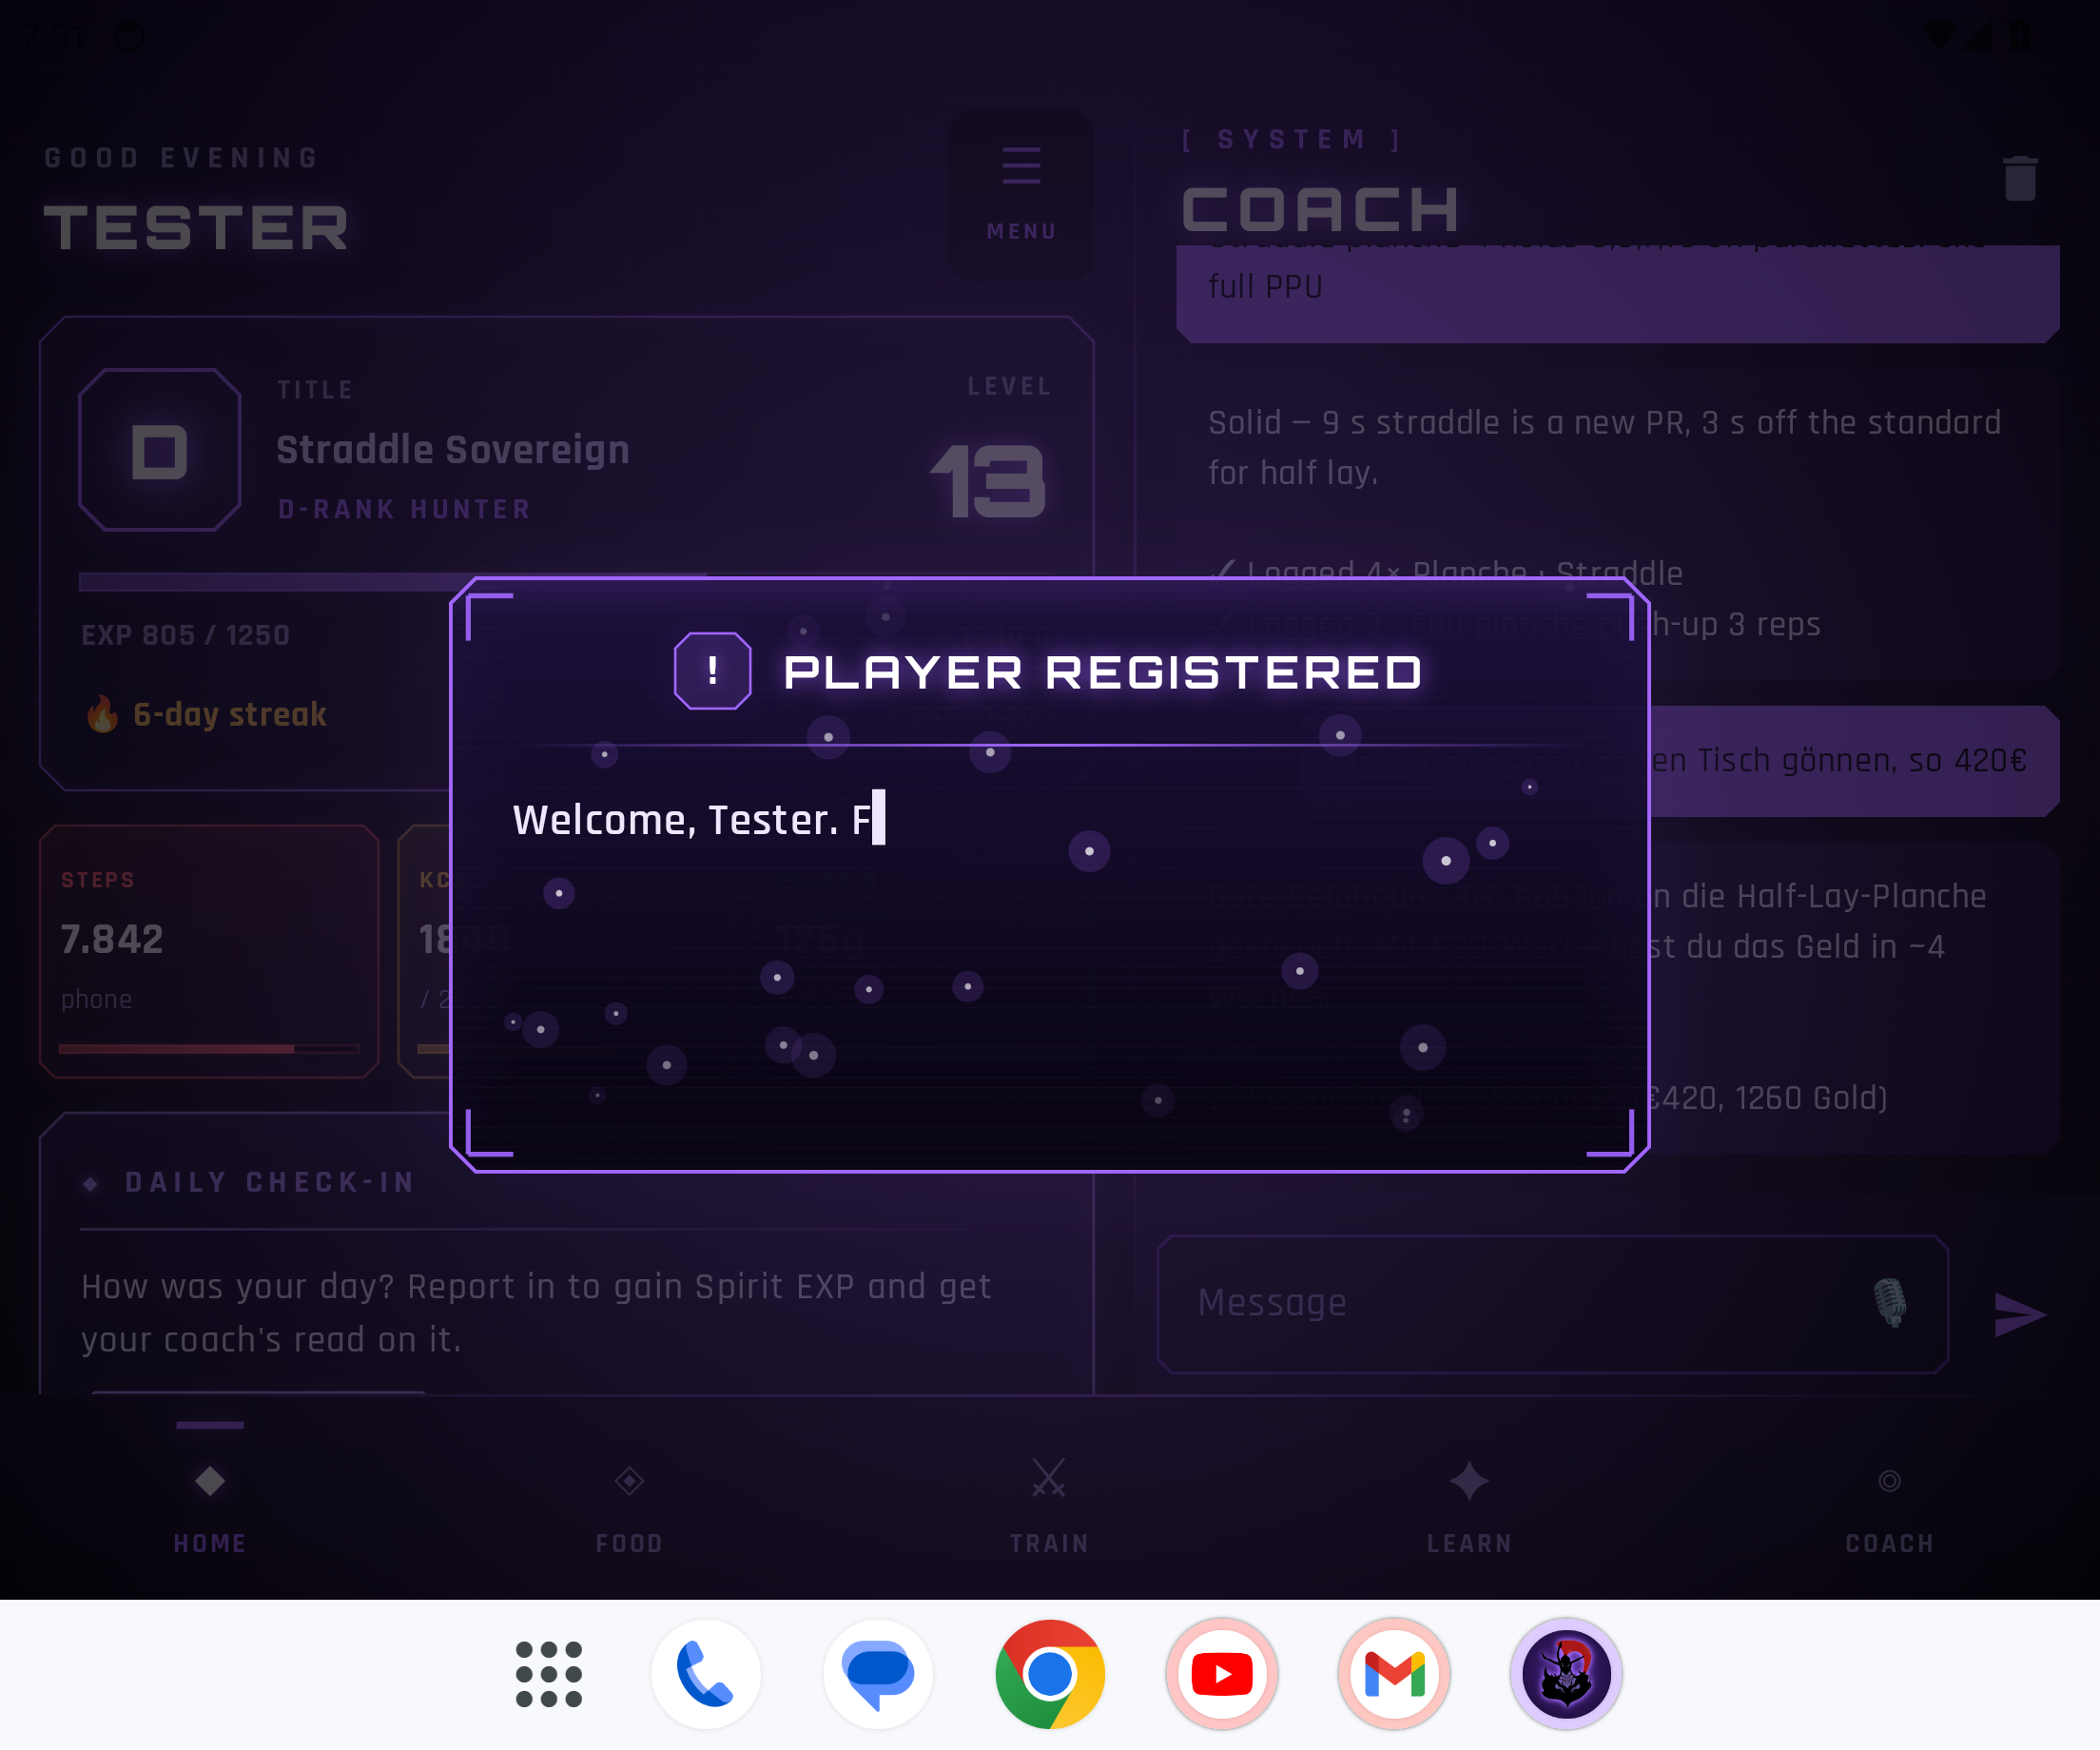 7 51
GOOD EVENING
TESTER
MENU
TITLE
Straddle Sovereign
D-RANK HUNTER
D
LEVEL
13
EXP 805 / 1250
🔥 6-day streak
STEPS
7.842
phone
DAILY CHECK-IN
How was your day? Report in to gain Spirit EXP and get
your coach's read on it.
[ SYSTEM ]
COACH
full PPU
Solid — 9 s straddle is a new PR, 3 s off the standard
for half lay.
✓ Logged 4× Planche · Straddle
h-up 3 reps
en Tisch gönnen, so 420€
n die Half-Lay-Planche
st du das Geld in ~4
€420, 1260 Gold)
Message
! PLAYER REGISTERED
Welcome, Tester. F
HOME
FOOD
TRAIN
LEARN
COACH